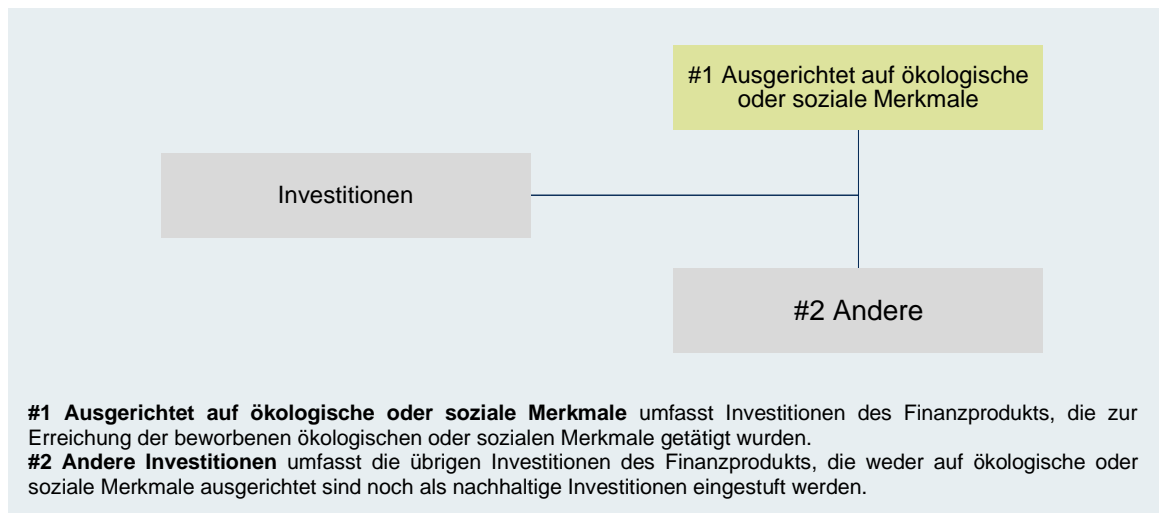 #1 Ausgerichtet auf ökologische
oder soziale Merkmale
Investitionen
#2 Andere
#1 Ausgerichtet auf ökologische oder soziale Merkmale umfasst Investitionen des Finanzprodukts, die zur
Erreichung der beworbenen ökologischen oder sozialen Merkmale getätigt wurden.
#2 Andere Investitionen umfasst die übrigen Investitionen des Finanzprodukts, die weder auf ökologische oder
soziale Merkmale ausgerichtet sind noch als nachhaltige Investitionen eingestuft werden.